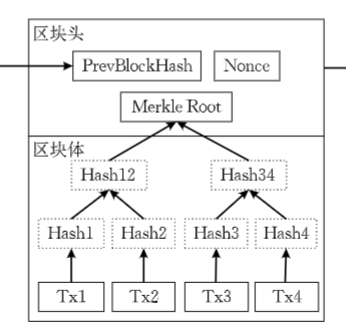 区块头
PrevBlockHash Nonce
Merkle Root
区块体
Hash12 Hash34
Hash1 Hash2 Hash3 Hash4
Tx1 Tx2 Tx3 Tx4